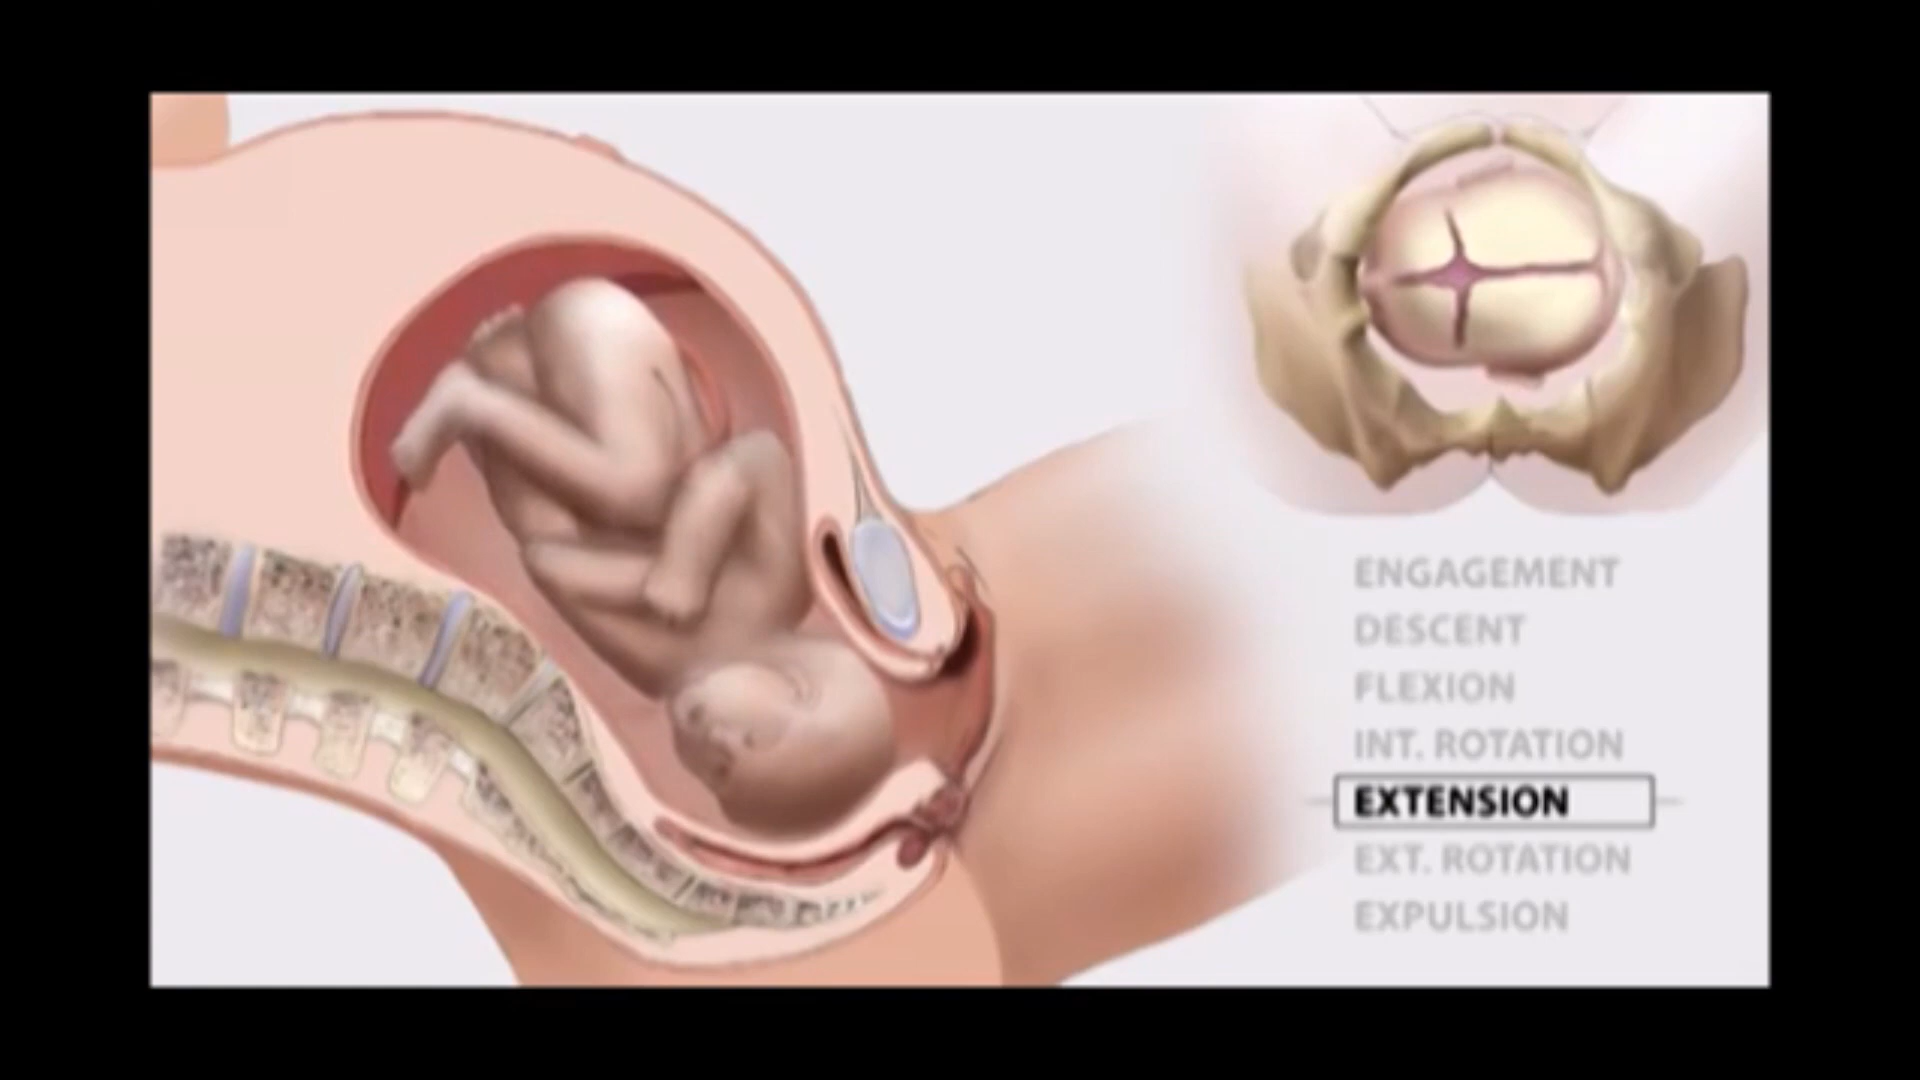 ENGAGEMENT
DESCENT
FLEXION
INT. ROTATION
EXTENSION
EXT. ROTATION
EXPULSION